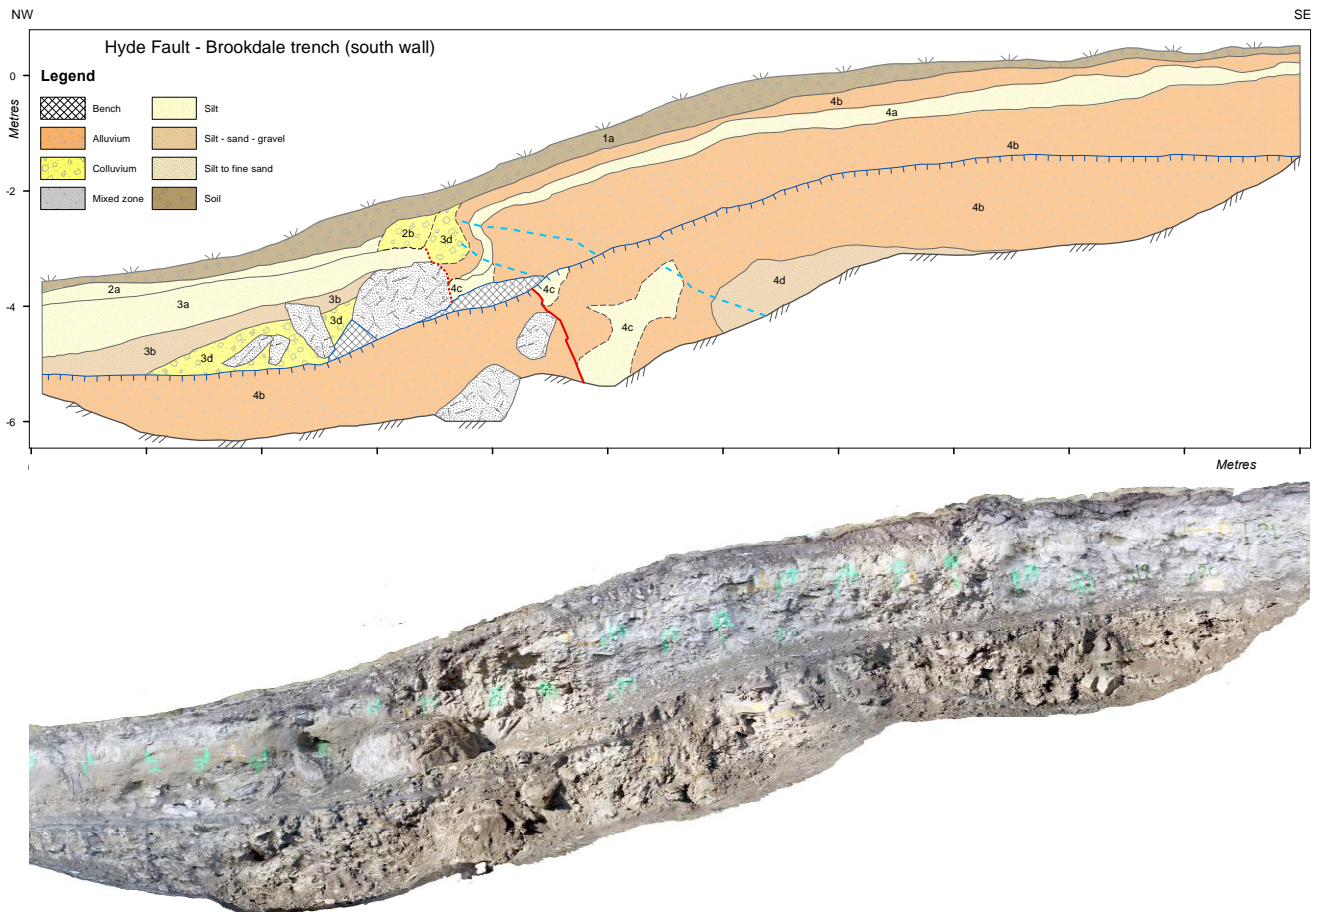 NW
SE
Hyde Fault - Brookdale trench (south wall)
Legend
Bench
Silt
Alluvium
Silt - sand - gravel
Colluvium
Silt to fine sand
Mixed zone
Soil
Metres
0
-2
-4
-6
1a
4b
4a
4b
4b
2b
3d
2a
3a
3b
4c
4c
4d
3d
3b
3d
4c
4b
Metres